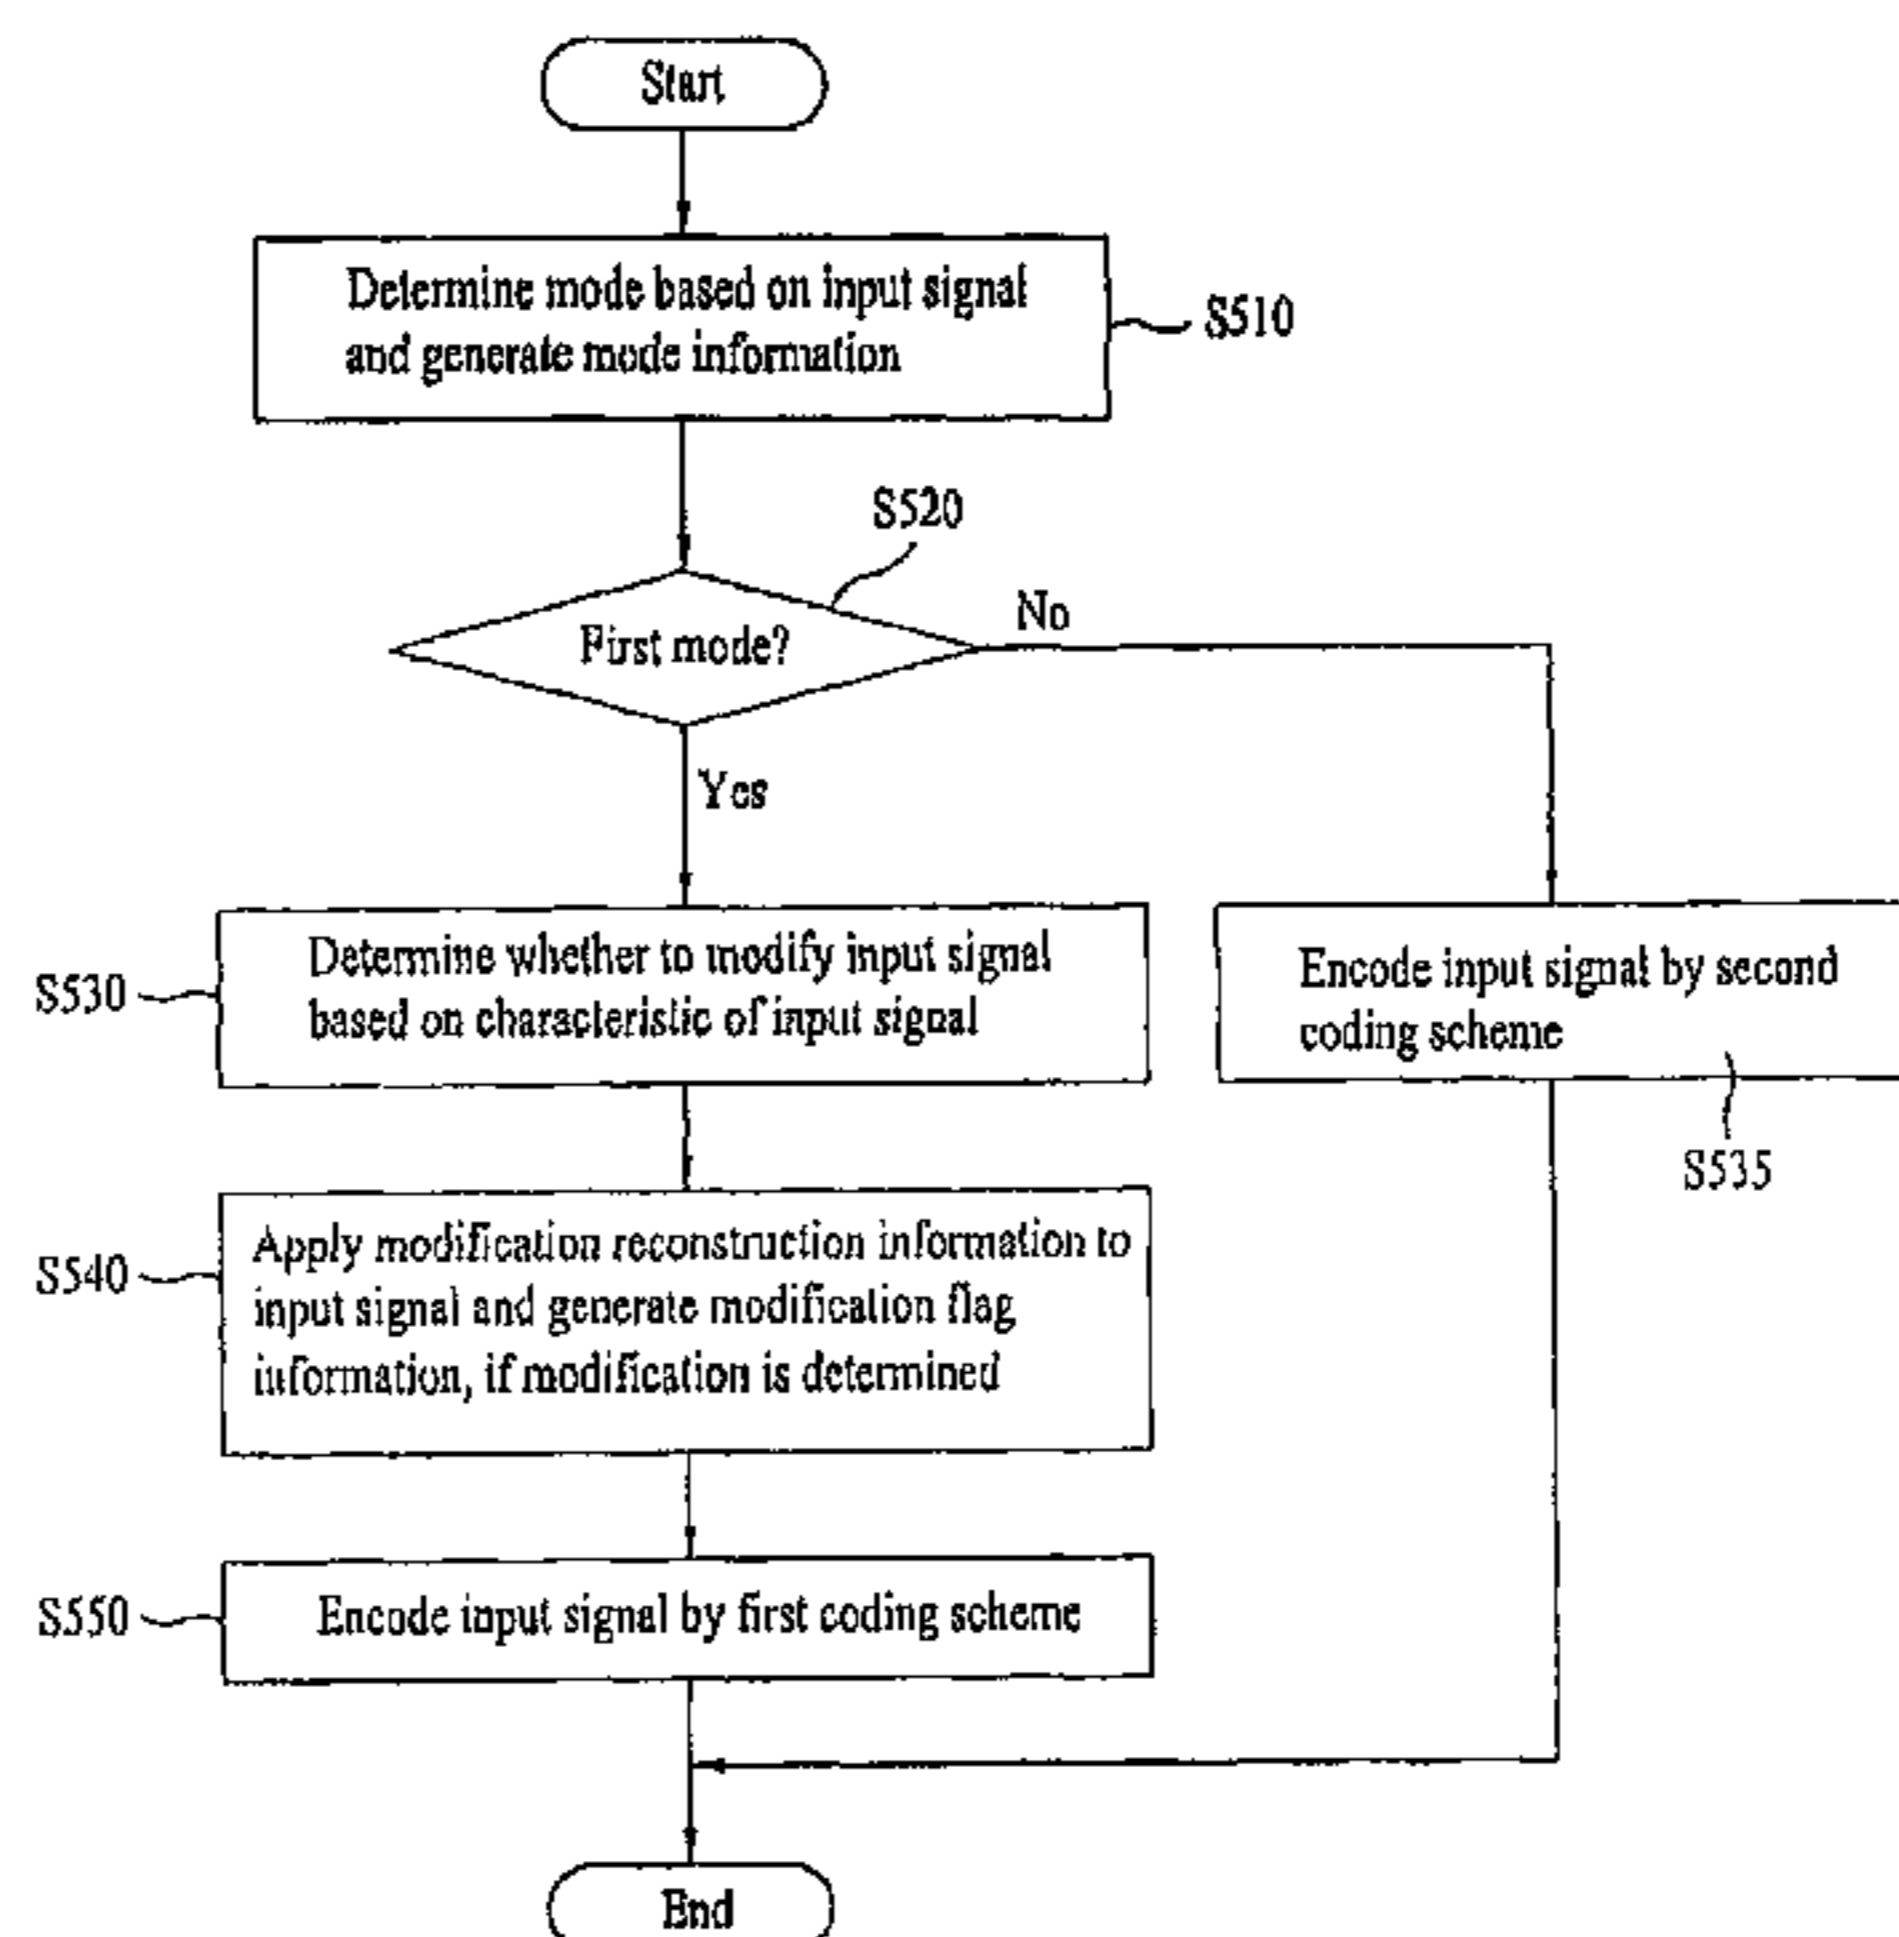 Start
Determine mode based on input signal
and generate mode information
S510
S520
First mode?
No
Yes
S530
Determine whether to modify input signal
based on characteristic of input signal
Encode input signal by second
coding scheme
S535
S540
Apply modification reconstruction information to
input signal and generate modification flag
information, if modification is determined
S550
Encode input signal by first coding scheme
End